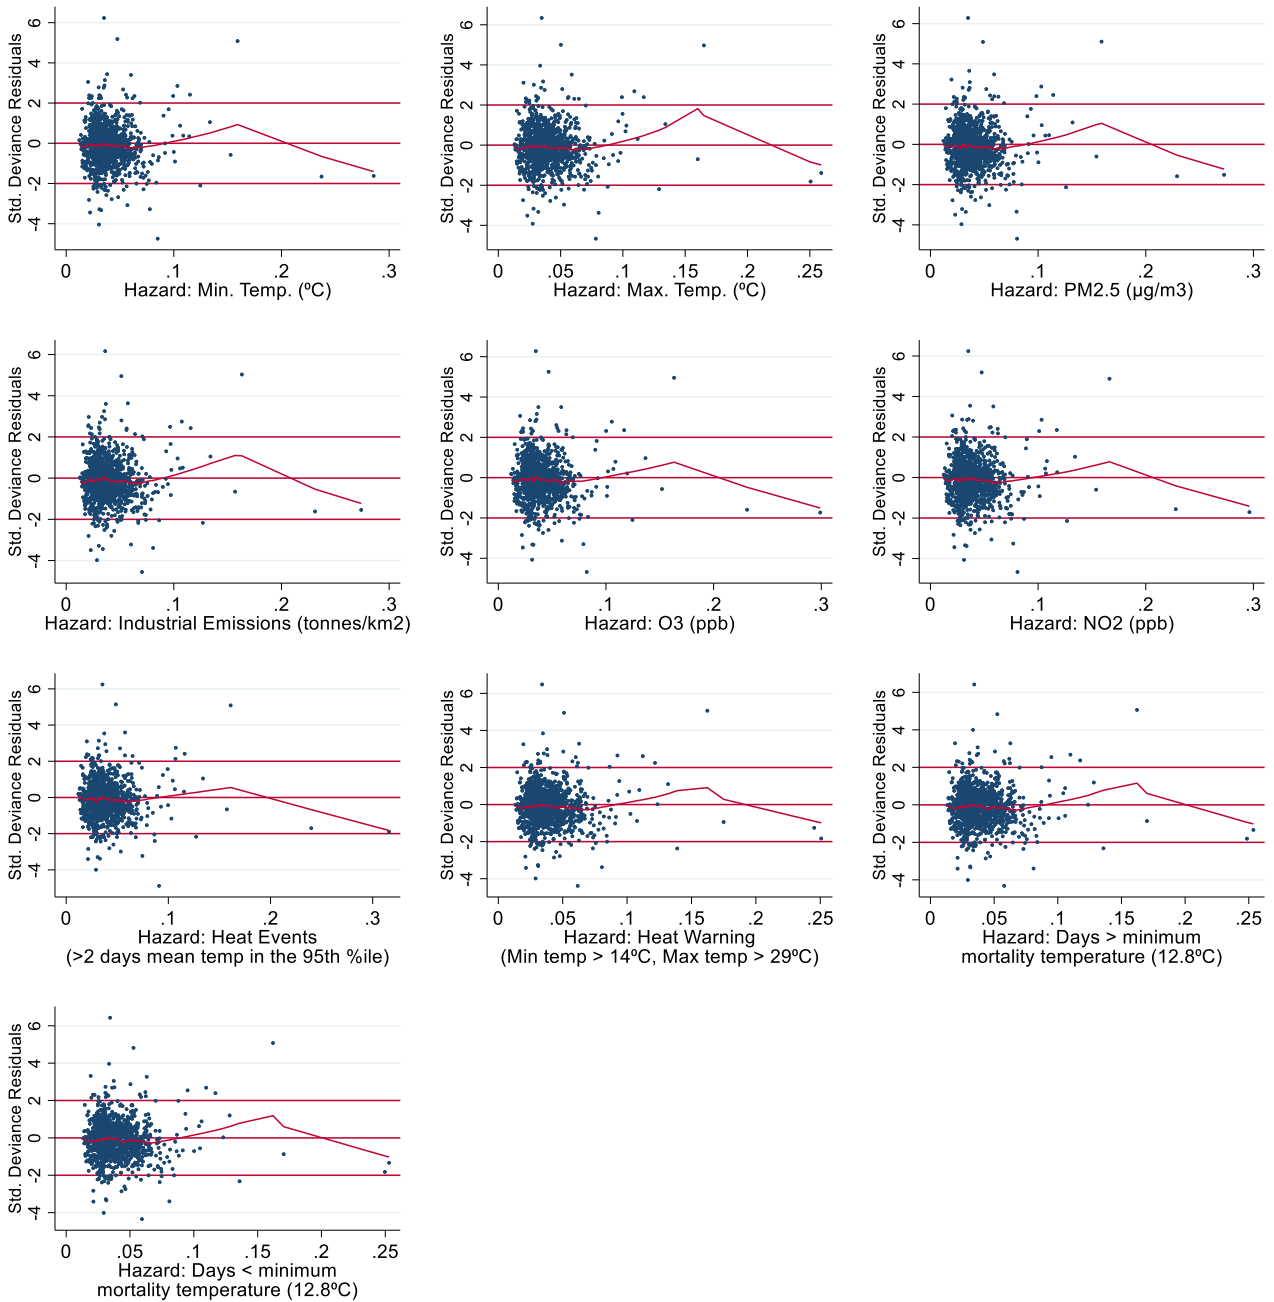 Std. Deviance Residuals
6
4
2
0
-2
-4
0 .1 .2 .3
Hazard: Min. Temp. (ºC)
Std. Deviance Residuals
6
4
2
0
-2
-4
0 .05 .1 .15 .2 .25
Hazard: Max. Temp. (ºC)
Std. Deviance Residuals
6
4
2
0
-2
-4
0 .1 .2 .3
Hazard: PM2.5 (µg/m3)
Std. Deviance Residuals
6
4
2
0
-2
-4
0 .1 .2 .3
Hazard: Industrial Emissions (tonnes/km2)
Std. Deviance Residuals
6
4
2
0
-2
-4
0 .1 .2 .3
Hazard: O3 (ppb)
Std. Deviance Residuals
6
4
2
0
-2
-4
0 .1 .2 .3
Hazard: NO2 (ppb)
Std. Deviance Residuals
6
4
2
0
-2
-4
0 .1 .2 .3
Hazard: Heat Events
(>2 days mean temp in the 95th %ile)
Std. Deviance Residuals
6
4
2
0
-2
-4
0 .05 .1 .15 .2 .25
Hazard: Heat Warning
(Min temp > 14ºC, Max temp > 29ºC)
Std. Deviance Residuals
6
4
2
0
-2
-4
0 .05 .1 .15 .2 .25
Hazard: Days > minimum
mortality temperature (12.8ºC)
Std. Deviance Residuals
6
4
2
0
-2
-4
0 .05 .1 .15 .2 .25
Hazard: Days < minimum
mortality temperature (12.8ºC)